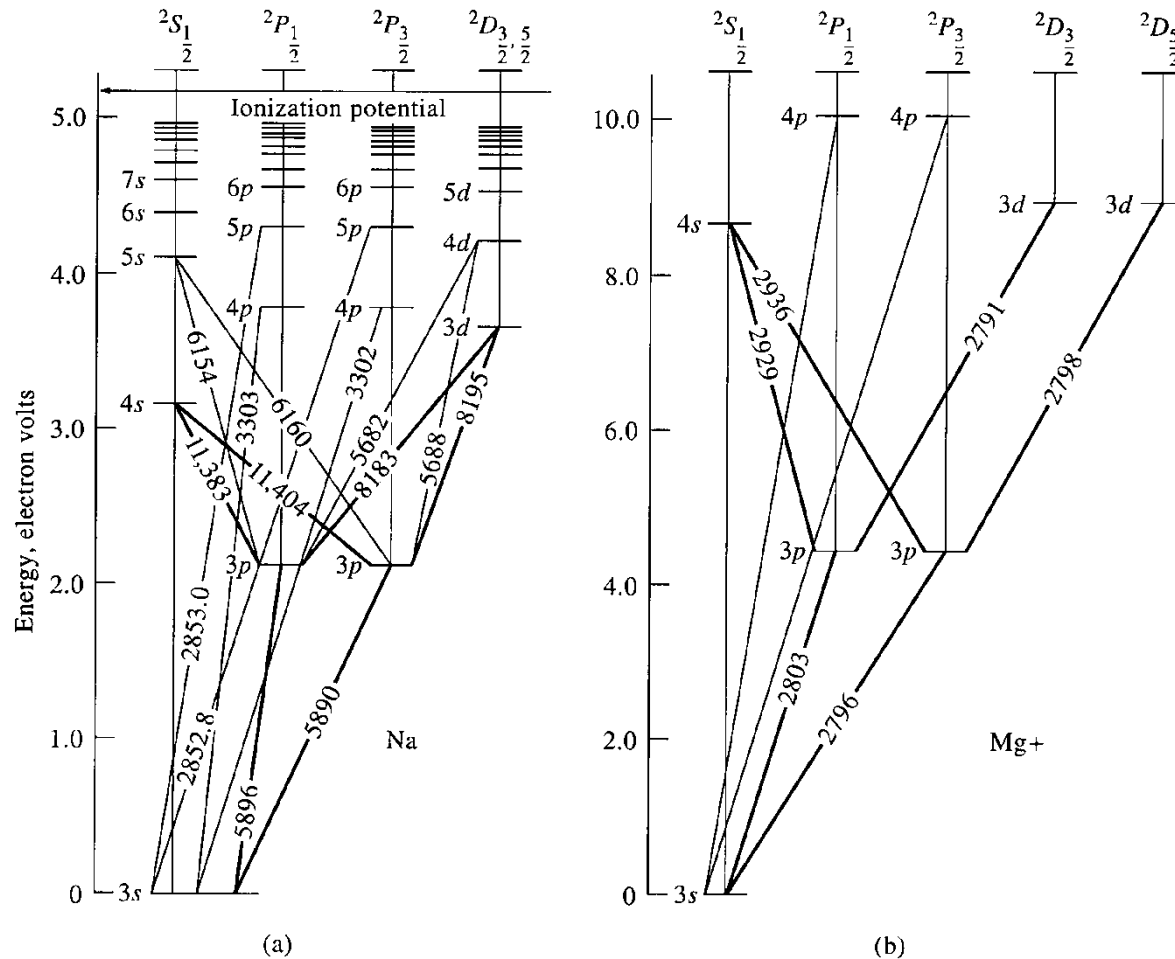 ²S₁/₂ ²P₁/₂ ²P₃/₂ ²D₃/₂,₅/₂
Ionization potential
5.0
4.0
3.0
2.0
1.0
0
Energy, electron volts
7s
6s
5s
4s
3s
6p
5p
4p
3p
6p
5p
4p
3p
5d
4d
3d
6154
6160
11,383
11,404
3303
3302
5682
8183
5688
8195
2853.0
2852.8
5896
5890
Na
(a)
²S₁/₂ ²P₁/₂ ²P₃/₂ ²D₃/₂ ²D₅/₂
10.0
8.0
6.0
4.0
2.0
0
4s
3s
4p
3p
4p
3p
3d
3d
2936
2929
2791
2798
2803
2796
Mg+
(b)